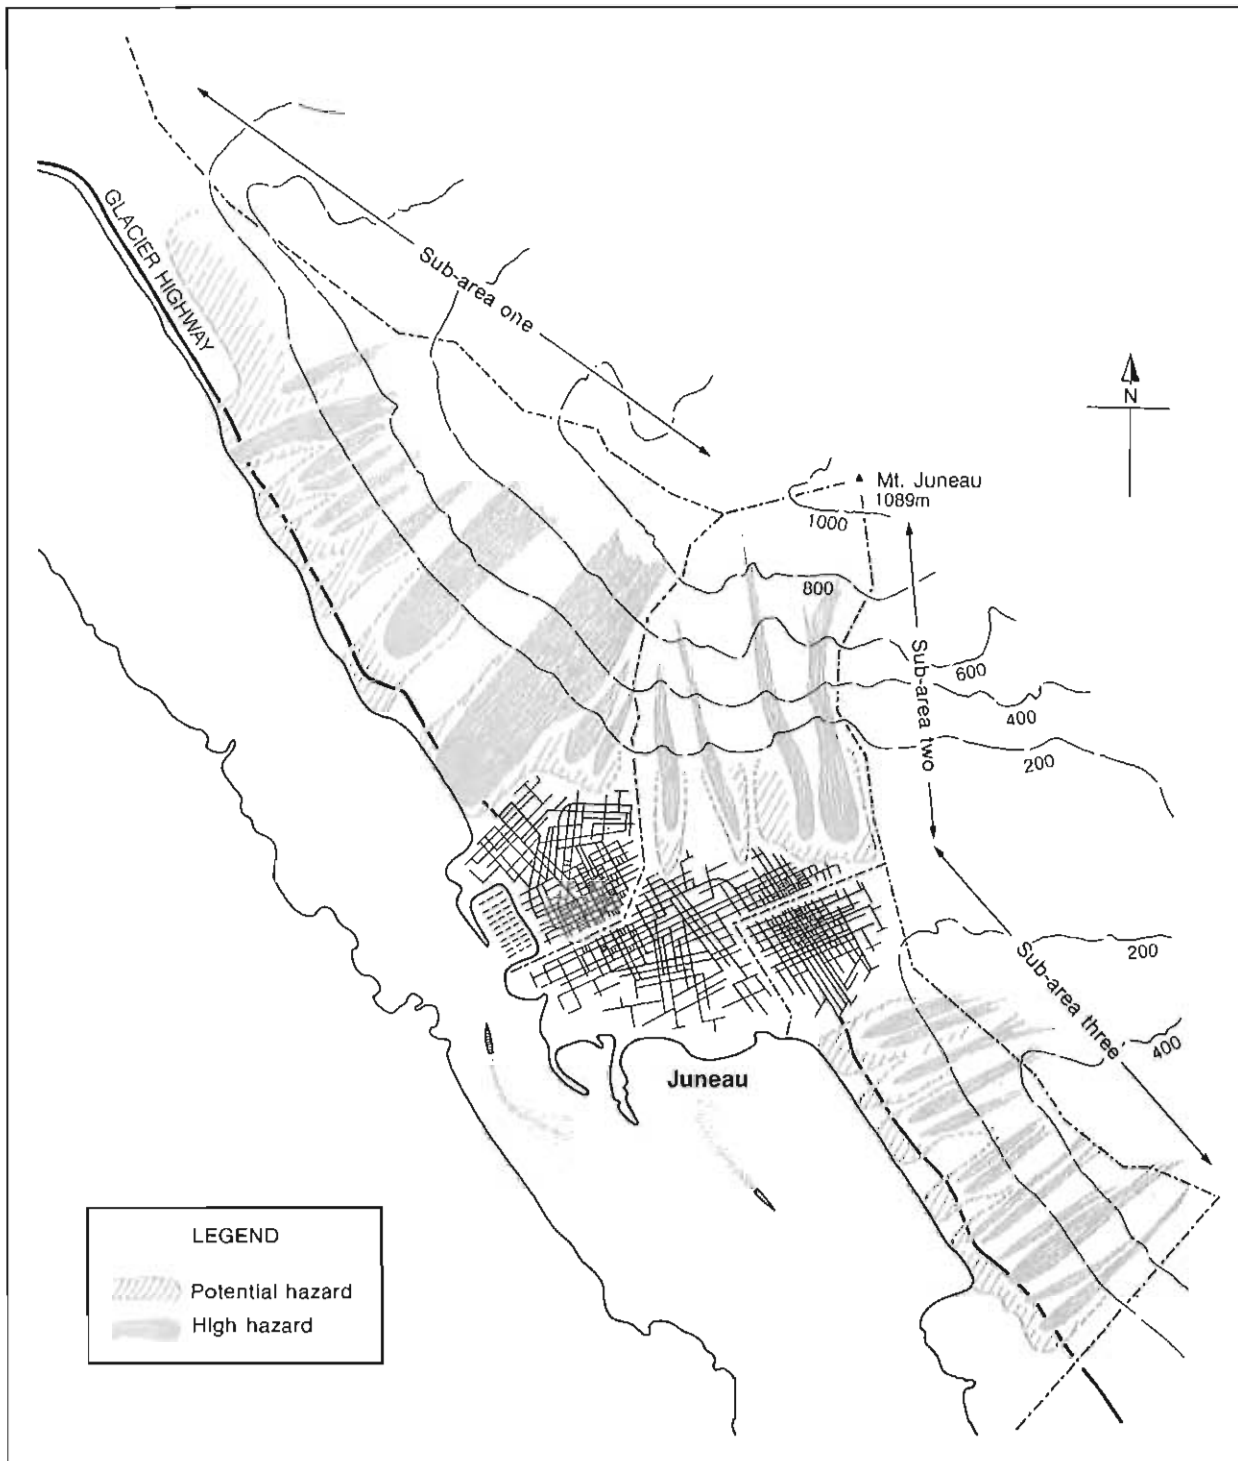 GLACIER HIGHWAY
Sub-area one
N
Mt. Juneau
1089m
1000
800
600
400
200
Sub-area two
200
Sub-area three
400
Juneau
LEGEND
Potential hazard
High hazard